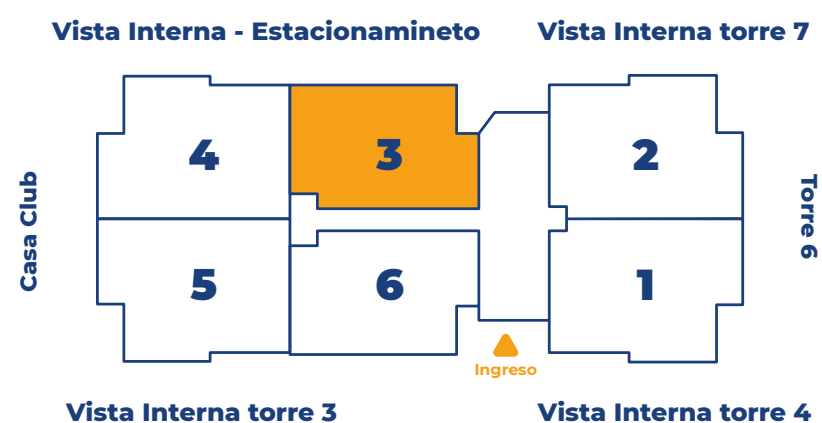 Vista Interna - Estacionamineto
Vista Interna torre 7
4
3
2
Casa Club
Torre 6
5
6
1
Ingreso
Vista Interna torre 3
Vista Interna torre 4